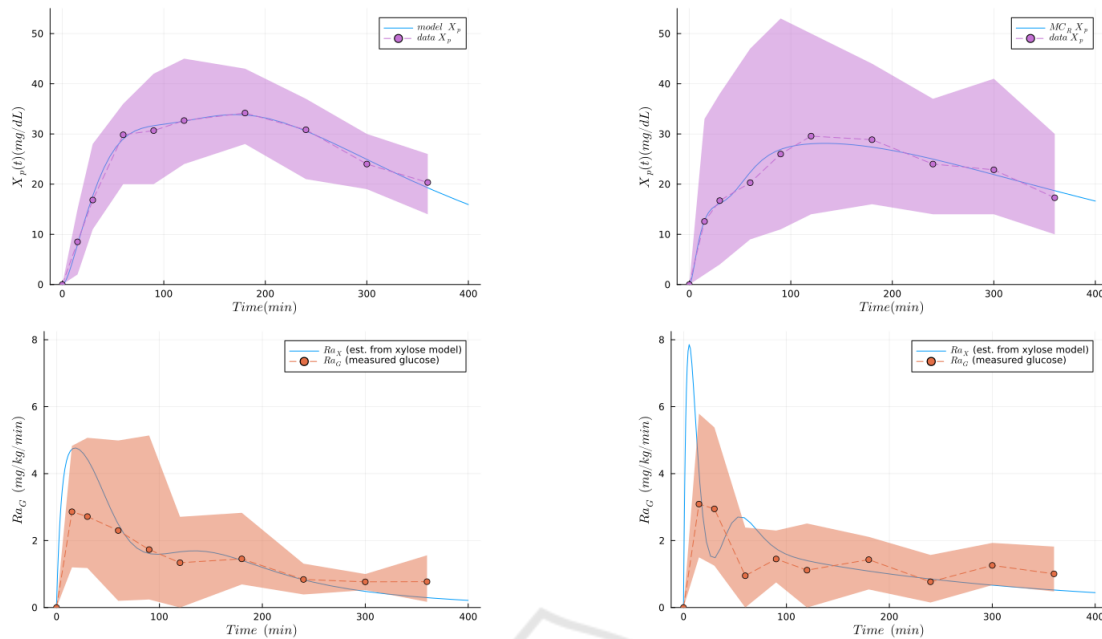 50
40
30
20
10
0
X_p(t)(mg/dL)
model X_p
data X_p
0 100 200 300 400
Time(min)
50
40
30
20
10
0
X_p(t)(mg/dL)
MC_R X_p
data X_p
0 100 200 300 400
Time(min)
8
6
4
2
0
Ra_G (mg/kg/min)
Ra_X (est. from xylose model)
Ra_G (measured glucose)
0 100 200 300 400
Time (min)
8
6
4
2
0
Ra_G (mg/kg/min)
Ra_X (est. from xylose model)
Ra_G (measured glucose)
0 100 200 300 400
Time (min)